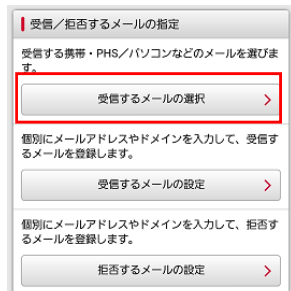 受信／拒否するメールの指定
受信する携帯・PHS／パソコンなどのメールを選びま
す。
受信するメールの選択
個別にメールアドレスやドメインを入力して、受信す
るメールを登録します。
受信するメールの設定
個別にメールアドレスやドメインを入力して、拒否す
るメールを登録します。
拒否するメールの設定